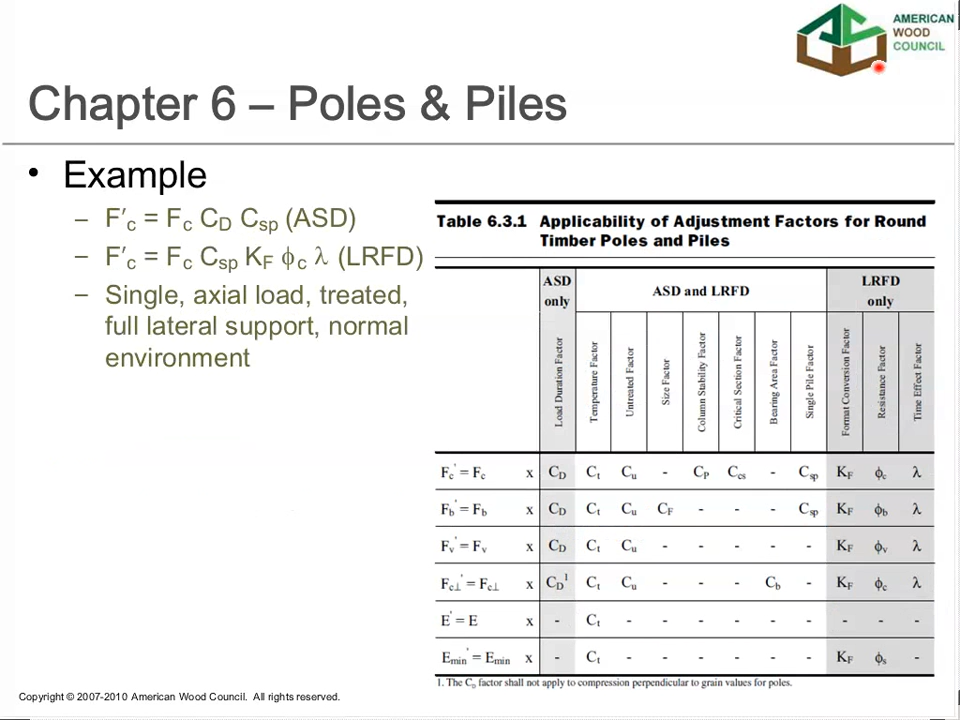 AMERICAN
WOOD
COUNCIL
Chapter 6 – Poles & Piles
• Example
– F′c = Fc CD Csp (ASD)
– F′c = Fc Csp KF ϕc λ (LRFD)
– Single, axial load, treated,
full lateral support, normal
environment
Table 6.3.1 Applicability of Adjustment Factors for Round
Timber Poles and Piles
ASD only | ASD and LRFD | LRFD only
Load Duration Factor | Temperature Factor | Untreated Factor | Size Factor | Column Stability Factor | Critical Section Factor | Bearing Area Factor | Single Pile Factor | Format Conversion Factor | Resistance Factor | Time Effect Factor
Fc' = Fc x CD Ct Cu - CP Ccs - Csp KF ϕc λ
Fb' = Fb x CD Ct Cu CF - - - Csp KF ϕb λ
Fv' = Fv x CD Ct Cu - - - - - KF ϕv λ
Fc⊥' = Fc⊥ x CD1 Ct Cu - - - Cb - KF ϕc λ
E' = E x - Ct - - - - - - - - -
Emin' = Emin x - Ct - - - - - - KF ϕs -
1. The CD factor shall not apply to compression perpendicular to grain values for poles.
Copyright © 2007-2010 American Wood Council. All rights reserved.